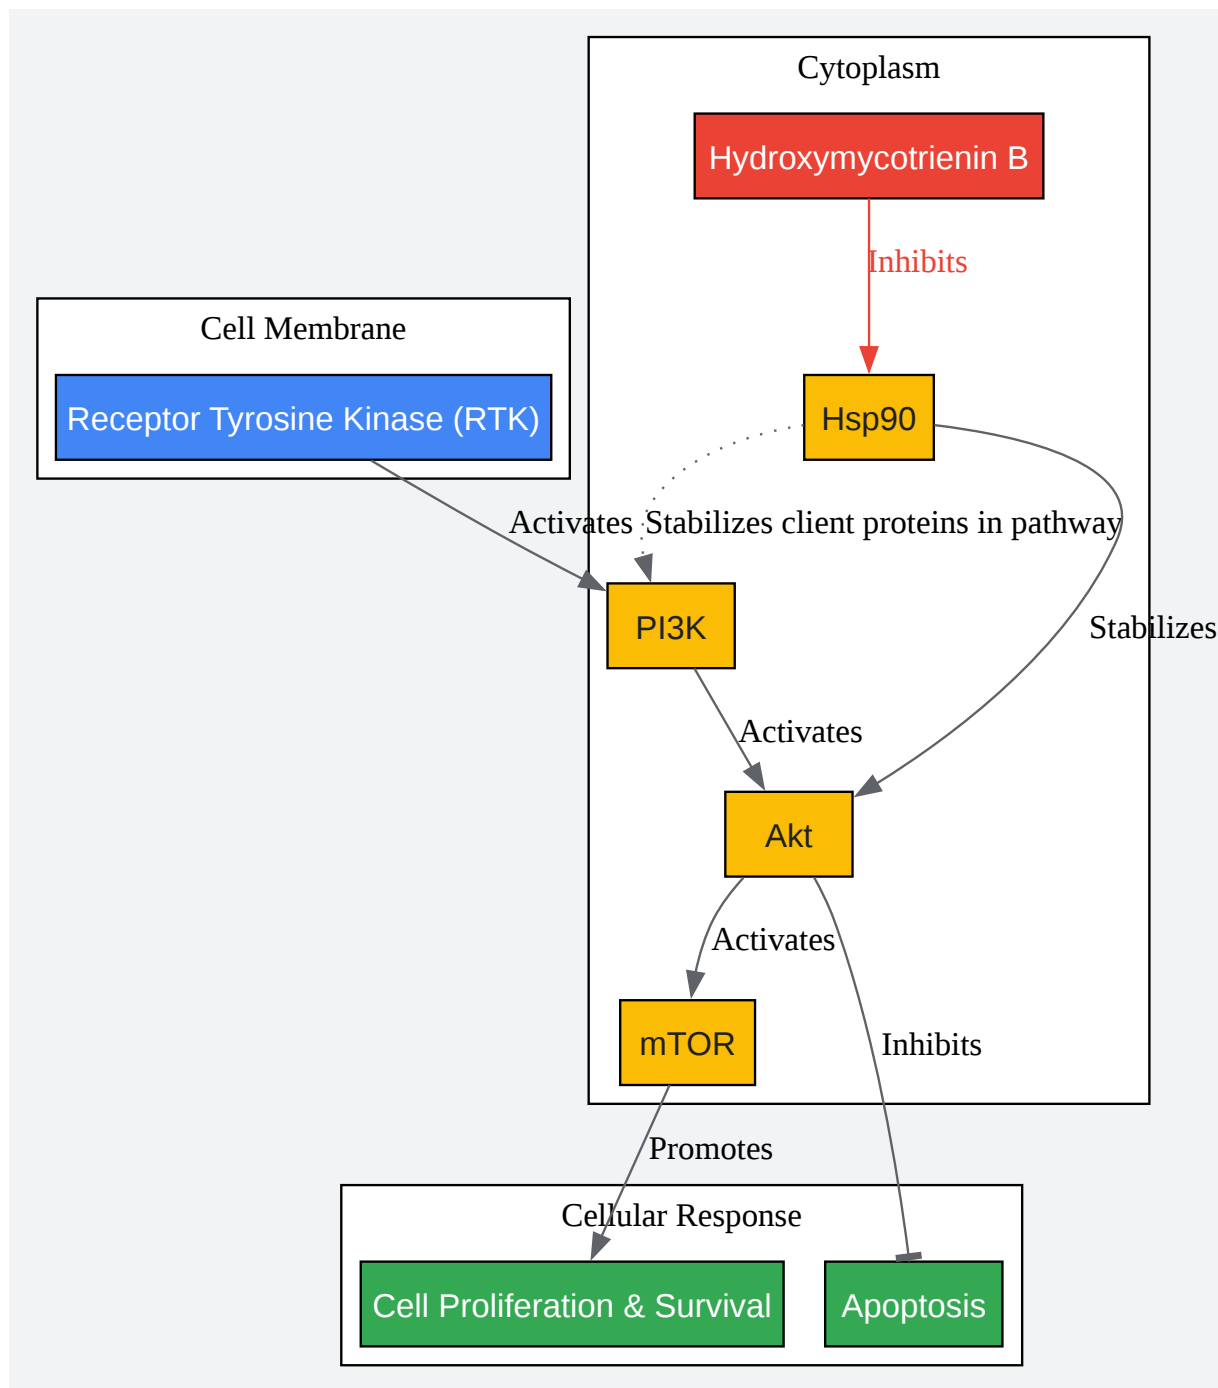 Cytoplasm
Hydroxymycotrienin B
Inhibits
Cell Membrane
Receptor Tyrosine Kinase (RTK)
Hsp90
Activates
Stabilizes client proteins in pathway
PI3K
Stabilizes
Activates
Akt
Activates
mTOR
Inhibits
Promotes
Cellular Response
Cell Proliferation & Survival
Apoptosis